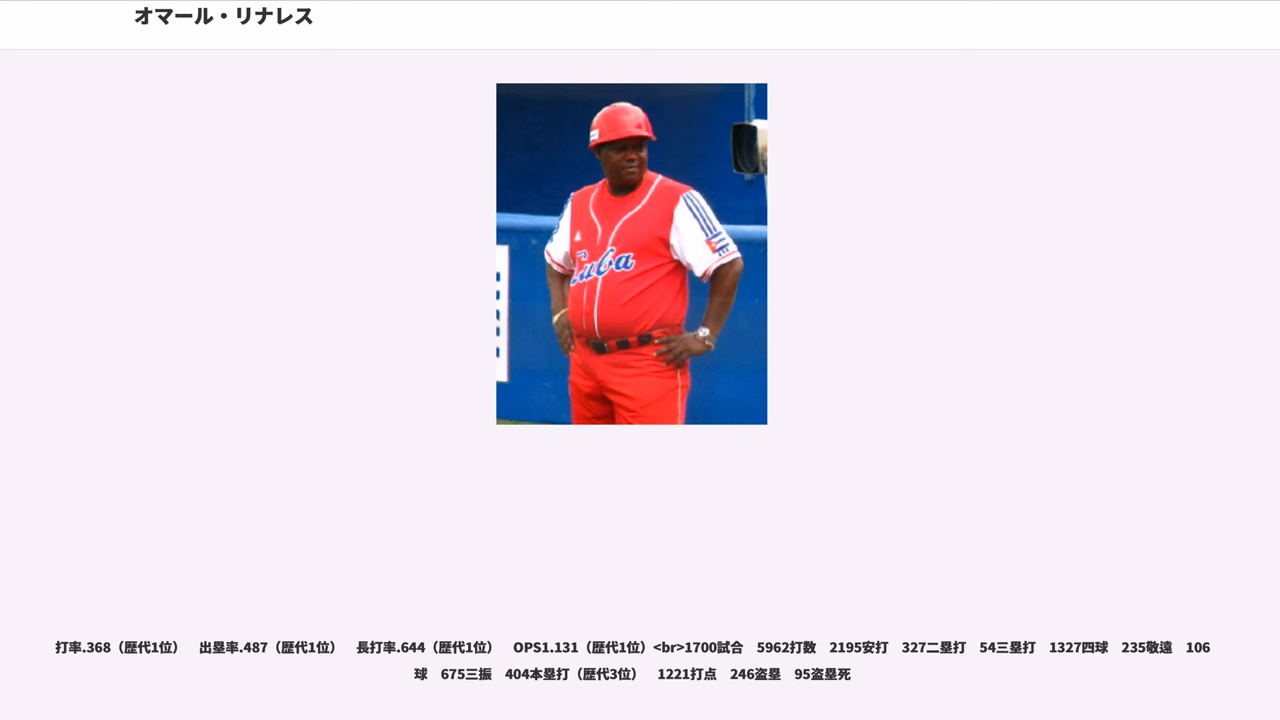 オマール・リナレス
Cuba
打率.368（歴代1位）　出塁率.487（歴代1位）　長打率.644（歴代1位）　OPS1.131（歴代1位）<br>1700試合　5962打数　2195安打　327二塁打　54三塁打　1327四球　235敬遠　106
球　675三振　404本塁打（歴代3位）　1221打点　246盗塁　95盗塁死